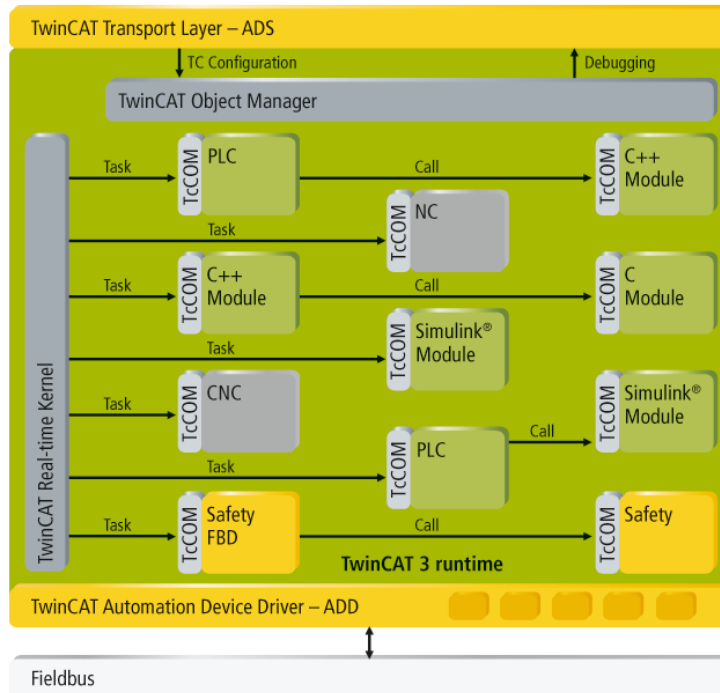 TwinCAT Transport Layer – ADS
TC Configuration
Debugging
TwinCAT Object Manager
TwinCAT Real-time Kernel
Task
TcCOM
PLC
Call
TcCOM
C++
Module
Task
TcCOM
NC
Task
TcCOM
C++
Module
Call
TcCOM
C
Module
Task
TcCOM
Simulink®
Module
Task
TcCOM
CNC
TcCOM
Simulink®
Module
Task
TcCOM
PLC
Call
Task
TcCOM
Safety
FBD
Call
TcCOM
Safety
TwinCAT 3 runtime
TwinCAT Automation Device Driver – ADD
Fieldbus